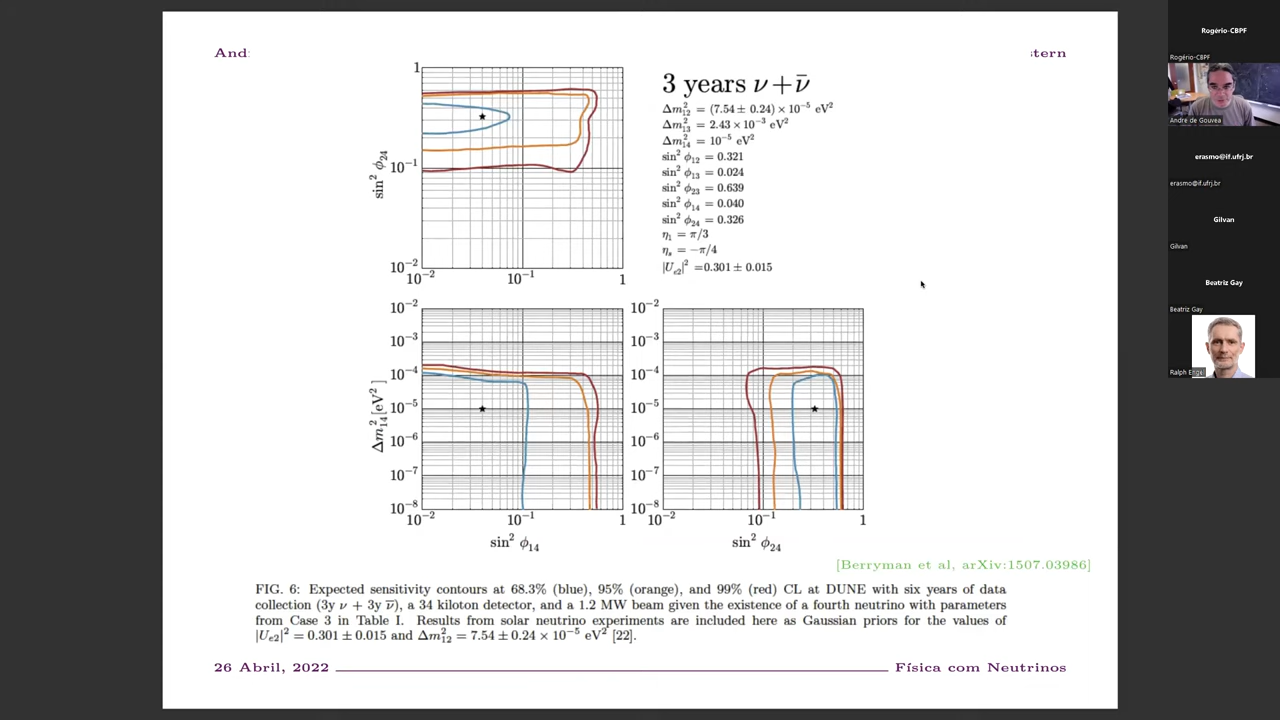 And
stern
3 years ν + ν̄
Δm²₁₂ = (7.54 ± 0.24) × 10⁻⁵ eV²
Δm²₁₃ = 2.43 × 10⁻³ eV²
Δm²₁₄ = 10⁻⁵ eV²
sin² ϕ₁₂ = 0.321
sin² ϕ₁₃ = 0.024
sin² ϕ₂₃ = 0.639
sin² ϕ₁₄ = 0.040
sin² ϕ₂₄ = 0.326
η₁ = π/3
ηₛ = −π/4
|Uₑ₂|² = 0.301 ± 0.015
1
10⁻¹
10⁻²
sin² ϕ₂₄
10⁻²
10⁻¹
1
10⁻²
10⁻³
10⁻⁴
10⁻⁵
10⁻⁶
10⁻⁷
10⁻⁸
Δm²₁₄ [eV²]
10⁻²
10⁻¹
1
sin² ϕ₁₄
10⁻²
10⁻³
10⁻⁴
10⁻⁵
10⁻⁶
10⁻⁷
10⁻⁸
10⁻²
10⁻¹
1
sin² ϕ₂₄
[Berryman et al, arXiv:1507.03986]
FIG. 6: Expected sensitivity contours at 68.3% (blue), 95% (orange), and 99% (red) CL at DUNE with six years of data
collection (3y ν + 3y ν̄), a 34 kiloton detector, and a 1.2 MW beam given the existence of a fourth neutrino with parameters
from Case 3 in Table I. Results from solar neutrino experiments are included here as Gaussian priors for the values of
|Uₑ₂|² = 0.301 ± 0.015 and Δm²₁₂ = 7.54 ± 0.24 × 10⁻⁵ eV² [22].
26 Abril, 2022
Física com Neutrinos
Rogério-CBPF
Rogério-CBPF
Andre de Gouvea
erasmo@if.ufrj.br
erasmo@if.ufrj.br
Gilvan
Gilvan
Beatriz Gay
Beatriz Gay
Ralph Engel